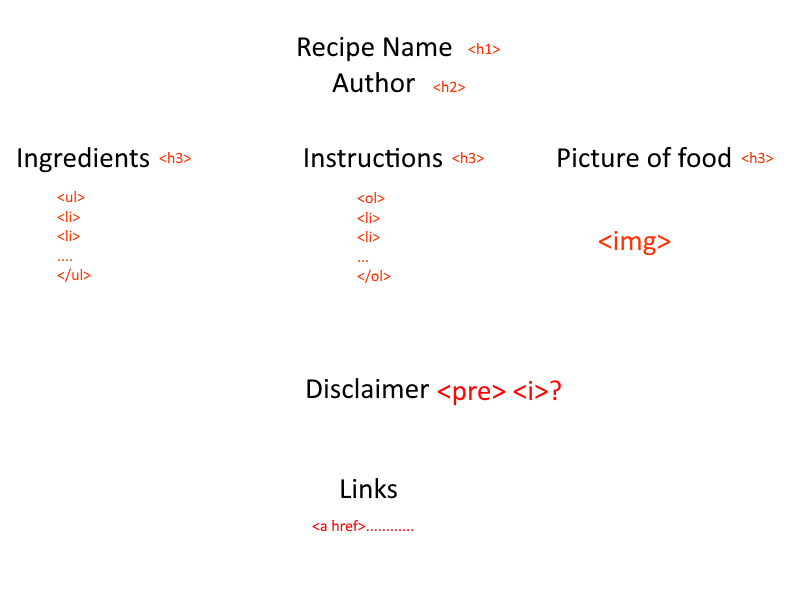 Recipe Name <h1>
Author <h2>
Ingredients <h3>
<ul>
<li>
<li>
....
</ul>
Instructions <h3>
<ol>
<li>
<li>
...
</ol>
Picture of food <h3>
<img>
Disclaimer <pre> <i>?
Links
<a href>............